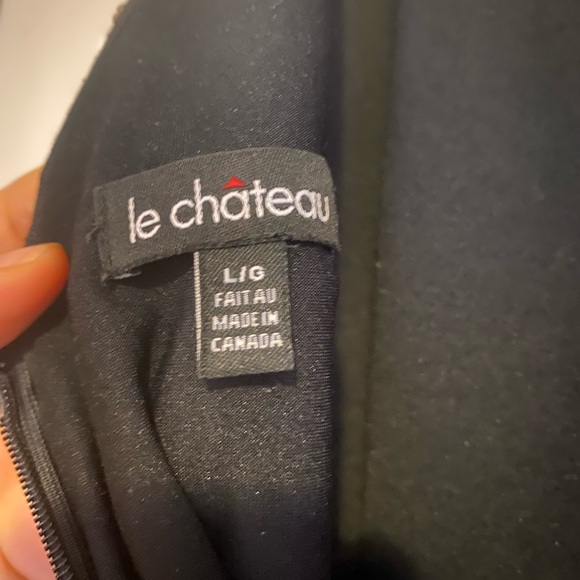 le château
L/G
FAIT AU
MADE IN
CANADA